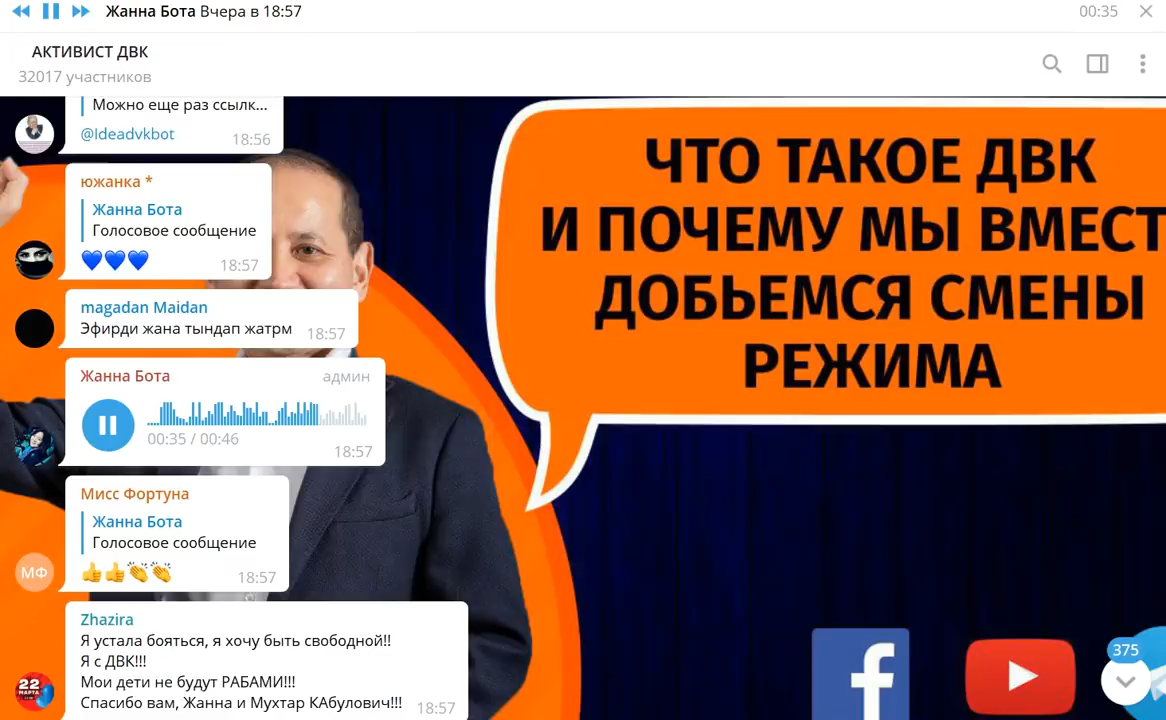 Жанна Бота Вчера в 18:57
00:35
АКТИВИСТ ДВК
32017 участников
Можно еще раз ссылк...
@Ideadvkbot
18:56
южанка *
Жанна Бота
Голосовое сообщение
💙💙💙
18:57
magadan Maidan
Эфирди жана тындап жатрм
18:57
Жанна Бота
админ
00:35 / 00:46
18:57
Мисс Фортуна
Жанна Бота
Голосовое сообщение
👍👍👏👏
18:57
МФ
Zhazira
Я устала бояться, я хочу быть свободной!!
Я с ДВК!!!
Мои дети не будут РАБАМИ!!!
Спасибо вам, Жанна и Мухтар КАбулович!!!
18:57
22
МАРТА
ЧТО ТАКОЕ ДВК
И ПОЧЕМУ МЫ ВМЕСТ
ДОБЬЕМСЯ СМЕНЫ
РЕЖИМА
f
375